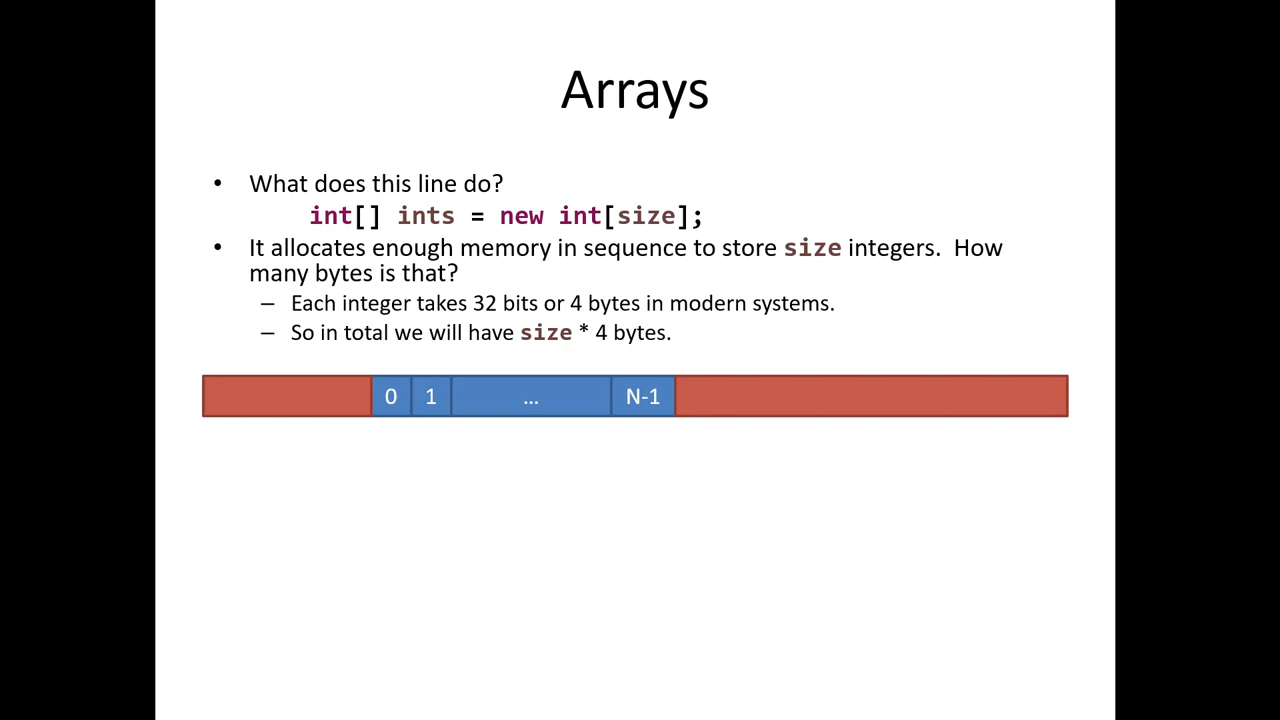 Arrays
• What does this line do?
int[] ints = new int[size];
• It allocates enough memory in sequence to store size integers.  How
many bytes is that?
– Each integer takes 32 bits or 4 bytes in modern systems.
– So in total we will have size * 4 bytes.
0 1 ... N-1